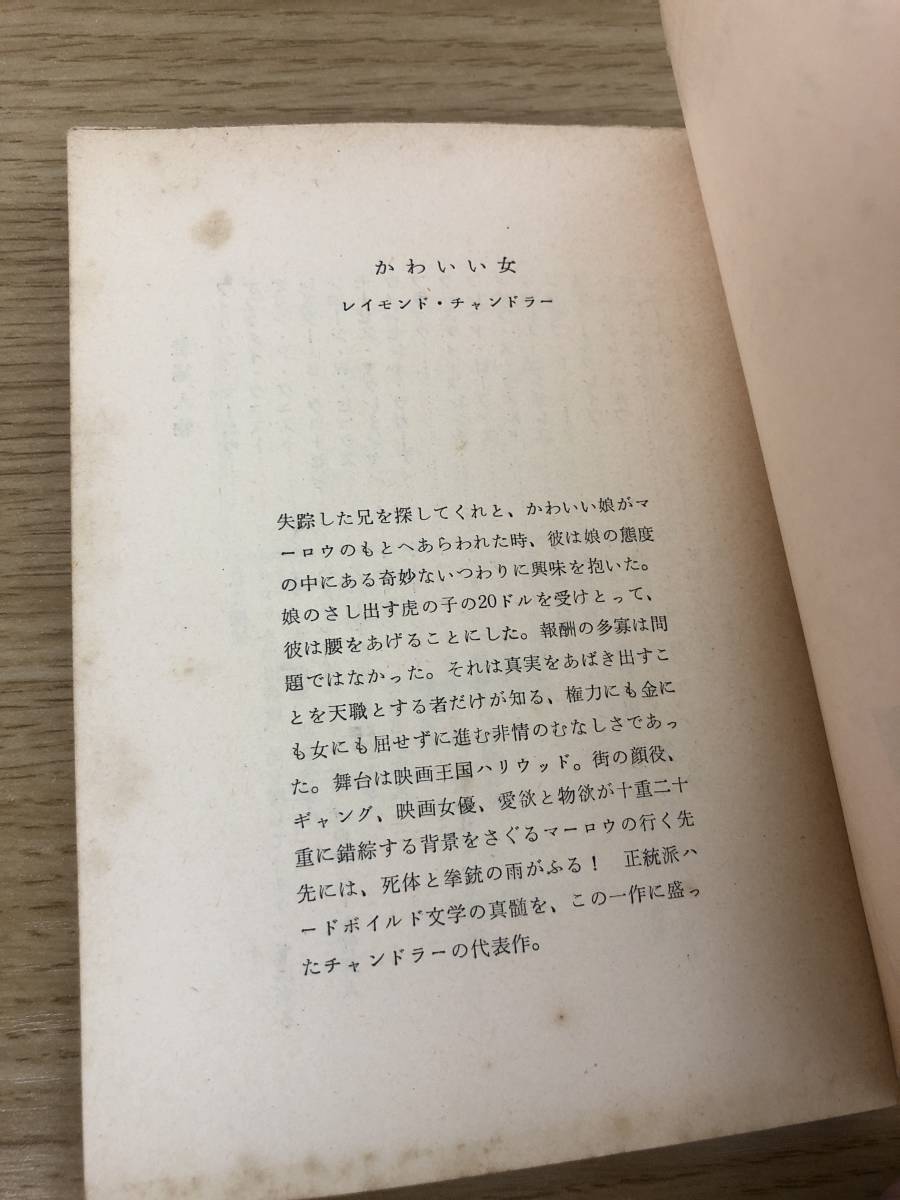 かわいい女
レイモンド・チャンドラー
失踪した兄を探してくれと、かわいい娘がマ
ーロウのもとへあらわれた時、彼は娘の態度
の中にある奇妙ないつわりに興味を抱いた。
娘のさし出す虎の子の20ドルを受けとって、
彼は腰をあげることにした。報酬の多寡は問
題ではなかった。それは真実をあばき出すこ
とを天職とする者だけが知る、権力にも金に
も女にも屈せずに進む非情のむなしさであっ
た。舞台は映画王国ハリウッド。街の顔役、
ギャング、映画女優、愛欲と物欲が十重二十
重に錯綜する背景をさぐるマーロウの行く先
先には、死体と拳銃の雨がふる！　正統派ハ
ードボイルド文学の真髄を、この一作に盛っ
たチャンドラーの代表作。